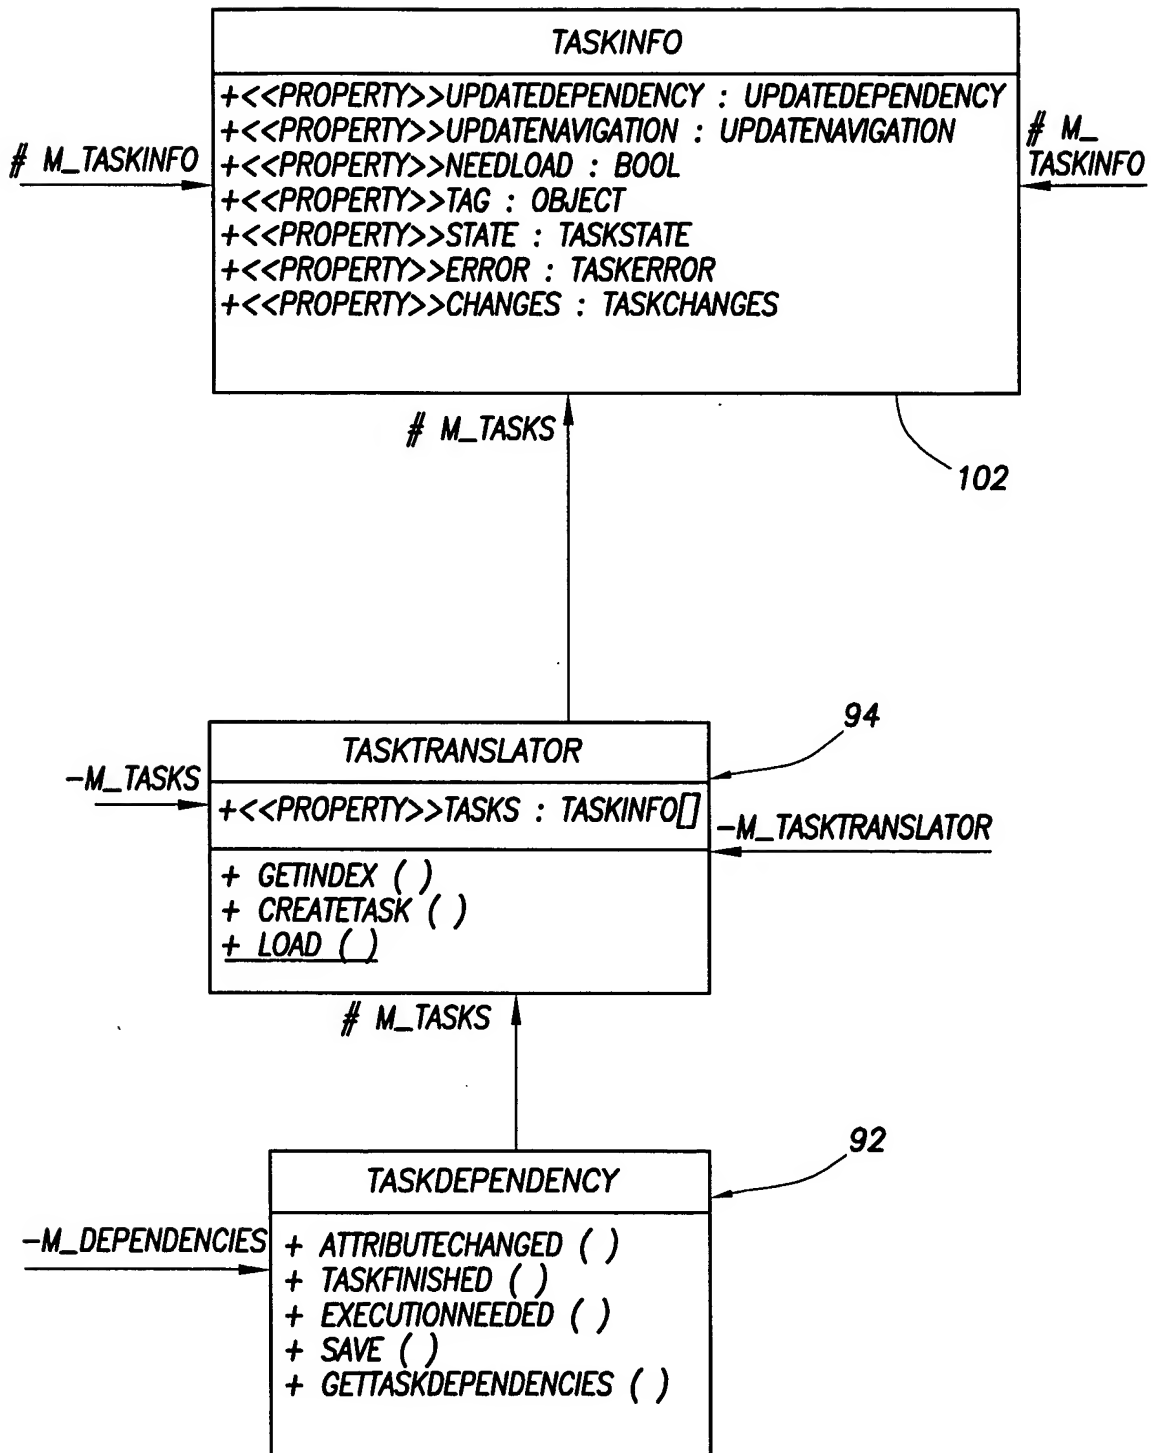 TASKINFO
+<<PROPERTY>>UPDATEDEPENDENCY : UPDATEDEPENDENCY
+<<PROPERTY>>UPDATENAVIGATION : UPDATENAVIGATION
+<<PROPERTY>>NEEDLOAD : BOOL
+<<PROPERTY>>TAG : OBJECT
+<<PROPERTY>>STATE : TASKSTATE
+<<PROPERTY>>ERROR : TASKERROR
+<<PROPERTY>>CHANGES : TASKCHANGES
# M_TASKINFO
# M_
TASKINFO
# M_TASKS
102
94
TASKTRANSLATOR
-M_TASKS
+<<PROPERTY>>TASKS : TASKINFO[]
-M_TASKTRANSLATOR
+ GETINDEX ( )
+ CREATETASK ( )
+ LOAD ( )
# M_TASKS
92
TASKDEPENDENCY
-M_DEPENDENCIES
+ ATTRIBUTECHANGED ( )
+ TASKFINISHED ( )
+ EXECUTIONNEEDED ( )
+ SAVE ( )
+ GETTASKDEPENDENCIES ( )